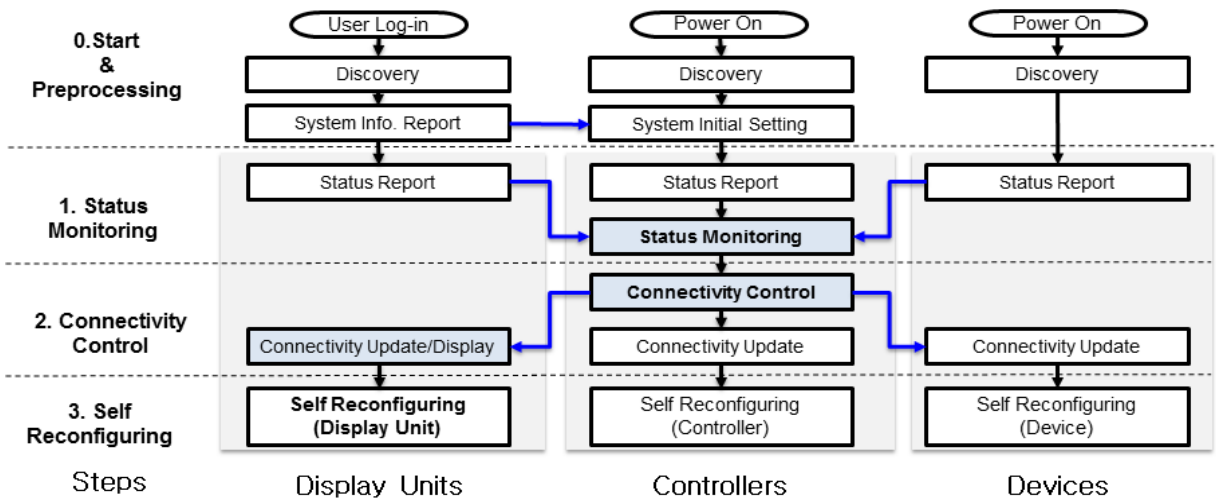 User Log-in
Power On
Power On
0.Start
&
Preprocessing
Discovery
Discovery
Discovery
System Info. Report
System Initial Setting
1. Status
Monitoring
Status Report
Status Report
Status Report
Status Monitoring
2. Connectivity
Control
Connectivity Control
Connectivity Update/Display
Connectivity Update
Connectivity Update
3. Self
Reconfiguring
Self Reconfiguring
(Display Unit)
Self Reconfiguring
(Controller)
Self Reconfiguring
(Device)
Steps
Display Units
Controllers
Devices